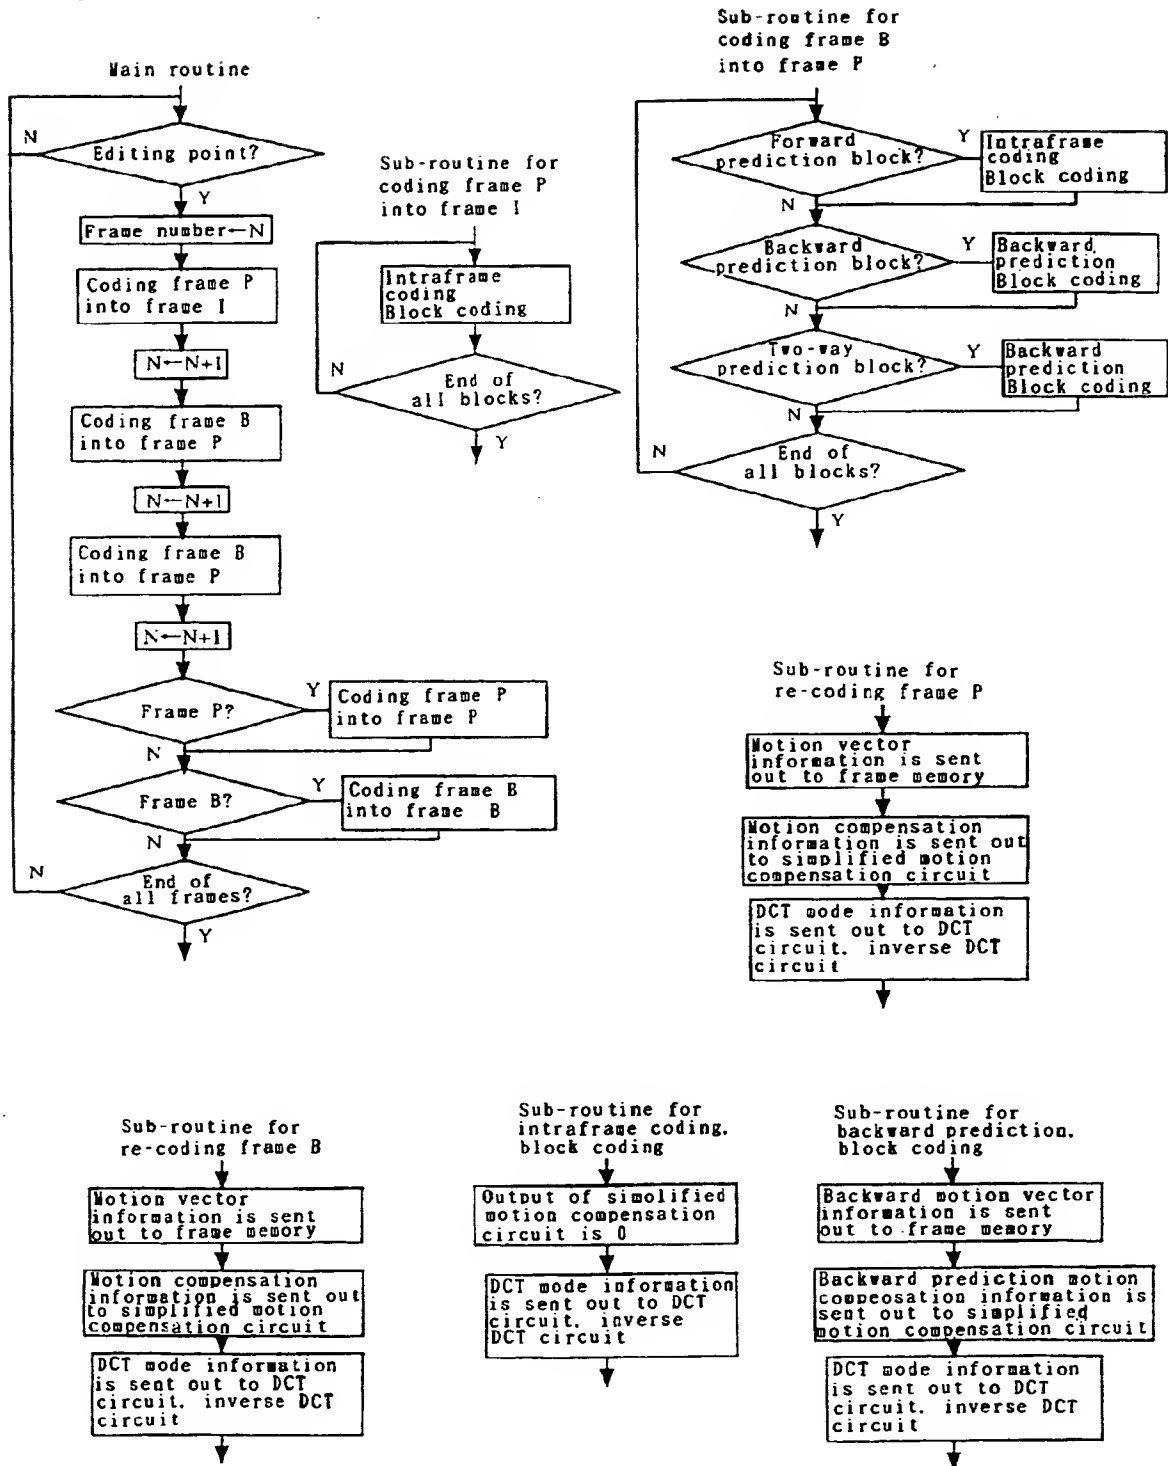 Main routine
N
Editing point?
Y
Frame number←N
Coding frame P
into frame I
N←N+1
Coding frame B
into frame P
N←N+1
Coding frame B
into frame P
N←N+1
Frame P?
Y
Coding frame P
into frame P
N
Frame B?
Y
Coding frame B
into frame B
N
N
End of
all frames?
Y
Sub-routine for
coding frame P
into frame I
Intraframe
coding
Block coding
N
End of
all blocks?
Y
Sub-routine for
coding frame B
into frame P
Forward
prediction block?
Y
Intraframe
coding
Block coding
N
Backward
prediction block?
Y
Backward
prediction
Block coding
N
Two-way
prediction block?
Y
Backward
prediction
Block coding
N
N
End of
all blocks?
Y
Sub-routine for
re-coding frame P
Motion vector
information is sent
out to frame memory
Motion compensation
information is sent out
to simplified motion
compensation circuit
DCT mode information
is sent out to DCT
circuit. inverse DCT
circuit
Sub-routine for
re-coding frame B
Motion vector
information is sent
out to frame memory
Motion compensation
information is sent out
to simplified motion
compensation circuit
DCT mode information
is sent out to DCT
circuit. inverse DCT
circuit
Sub-routine for
intraframe coding.
block coding
Output of simolified
motion compensation
circuit is 0
DCT mode information
is sent out to DCT
circuit. inverse
DCT circuit
Sub-routine for
backward prediction.
block coding
Backward motion vector
information is sent
out to frame memory
Backward prediction motion
compeosation information is
sent out to simplified
motion compensation circuit
DCT mode information
is sent out to DCT
circuit. inverse DCT
circuit